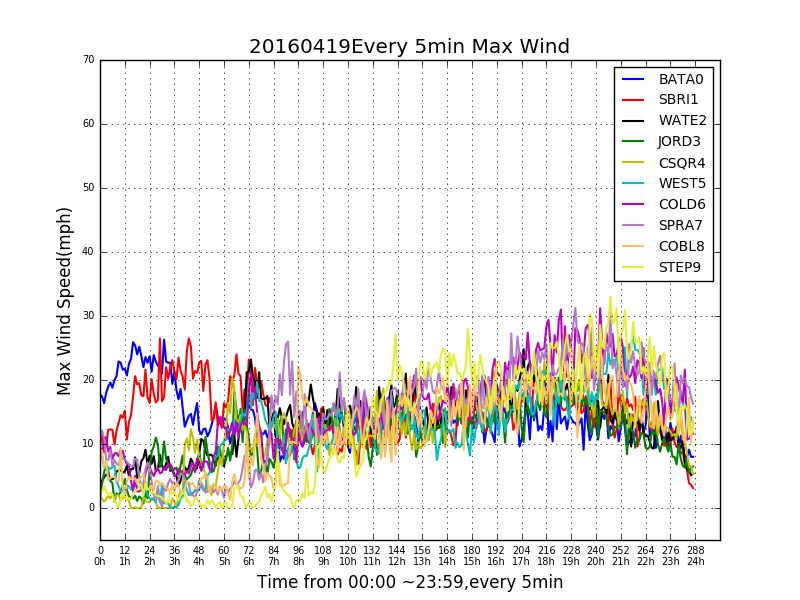 20160419Every 5min Max Wind
70
60
50
40
30
20
10
0
Max Wind Speed(mph)
BATA0
SBRI1
WATE2
JORD3
CSQR4
WEST5
COLD6
SPRA7
COBL8
STEP9
0 12 24 36 48 60 72 84 96 108 120 132 144 156 168 180 192 204 216 228 240 252 264 276 288
0h 1h 2h 3h 4h 5h 6h 7h 8h 9h 10h 11h 12h 13h 14h 15h 16h 17h 18h 19h 20h 21h 22h 23h 24h
Time from 00:00 ~23:59,every 5min